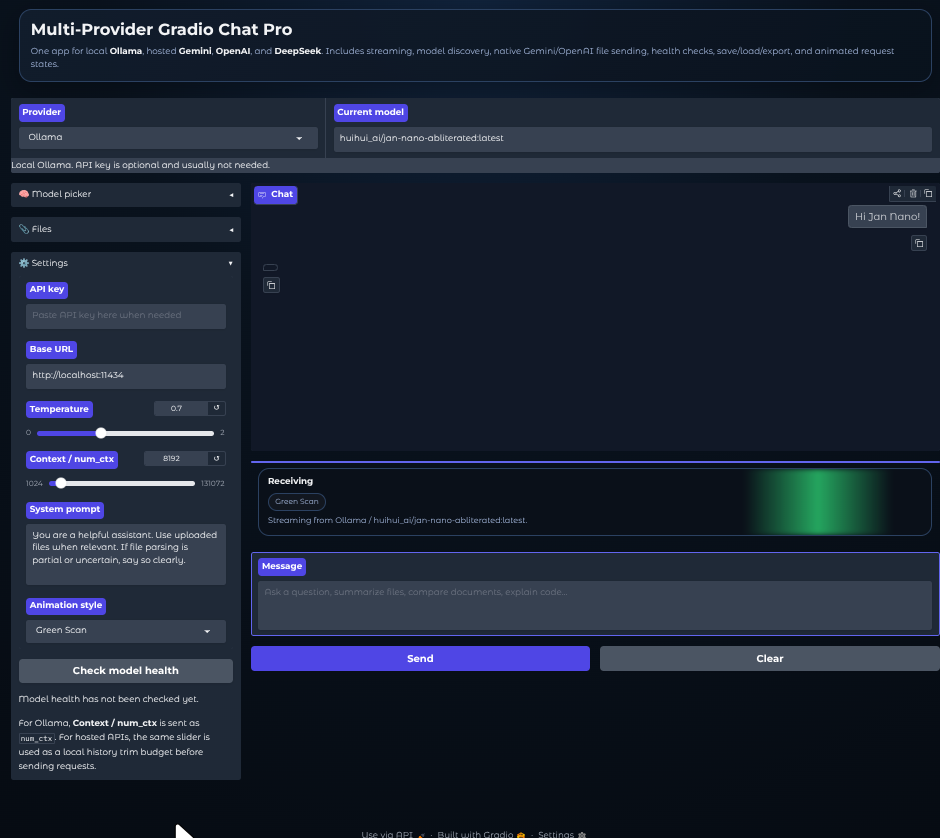 Multi-Provider Gradio Chat Pro
One app for local Ollama, hosted Gemini, OpenAI, and DeepSeek. Includes streaming, model discovery, native Gemini/OpenAI file sending, health checks, save/load/export, and animated request
states.
Provider
Current model
Ollama
huihui_ai/jan-nano-abliterated:latest
Local Ollama. API key is optional and usually not needed.
Model picker
Files
Settings
API key
Paste API key here when needed
Base URL
http://localhost:11434
Temperature
0.7
0
2
Context / num_ctx
8192
1024
131072
System prompt
You are a helpful assistant. Use uploaded
files when relevant. If file parsing is
partial or uncertain, say so clearly.
Animation style
Green Scan
Check model health
Model health has not been checked yet.
For Ollama, Context / num_ctx is sent as
num_ctx. For hosted APIs, the same slider is
used as a local history trim budget before
sending requests.
Chat
Hi Jan Nano!
Receiving
Green Scan
Streaming from Ollama / huihui_ai/jan-nano-abliterated:latest.
Message
Ask a question, summarize files, compare documents, explain code...
Send
Clear
Use via API · Built with Gradio · Settings